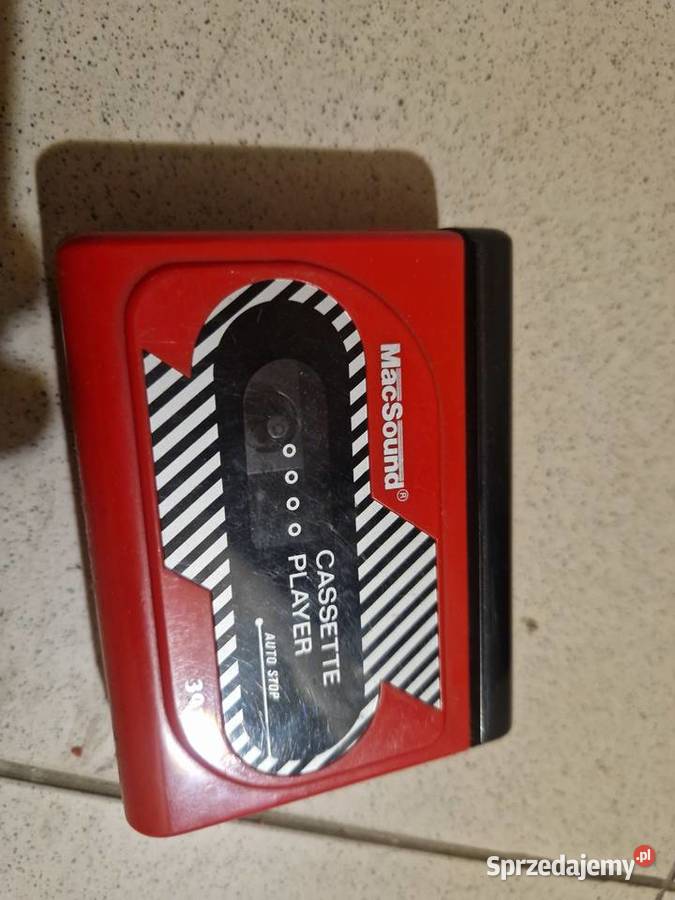 MacSound®
CASSETTE
PLAYER
AUTO STOP
Sprzedajemy.pl